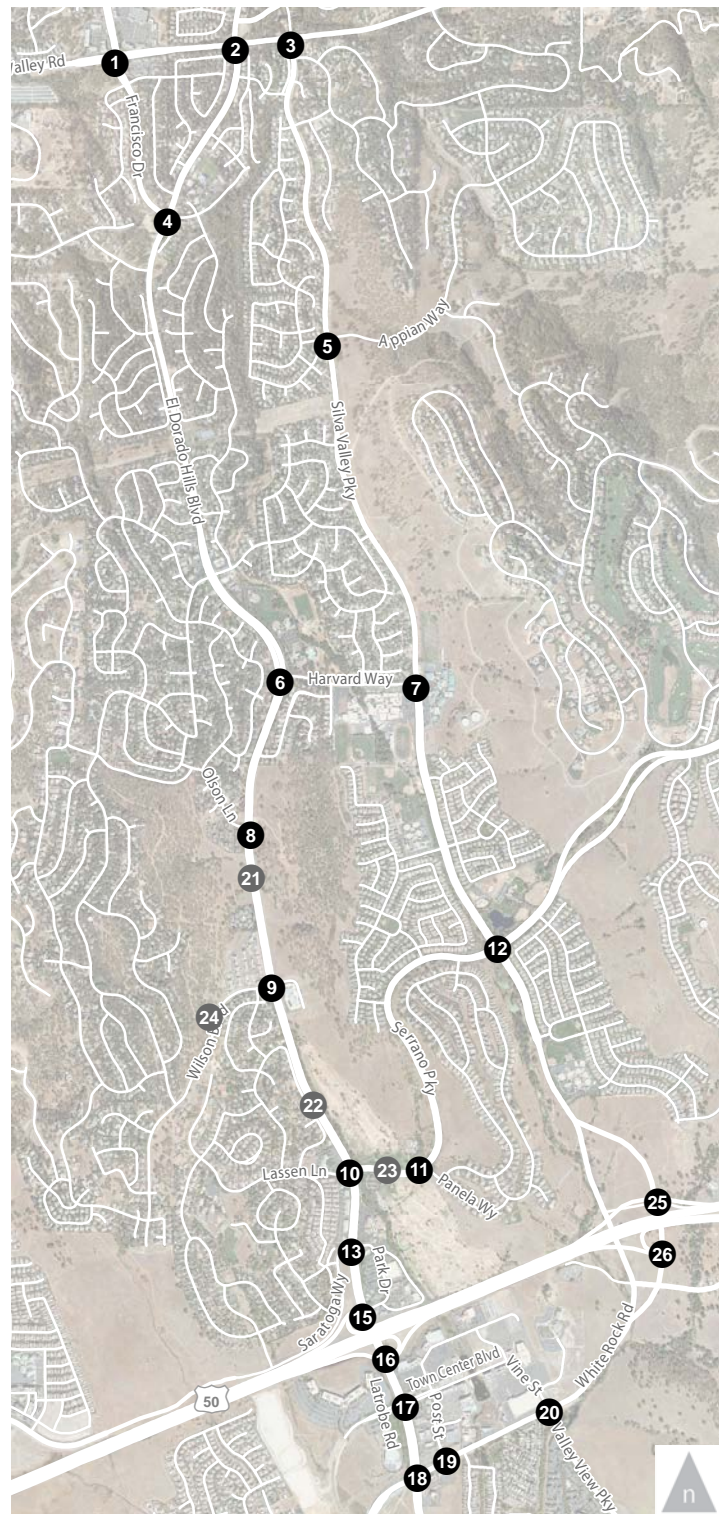 1
2
3
alley Rd
Francisco Dr
4
Appian Way
5
Silva Valley Pky
El Dorado Hills Blvd
6
Harvard Way
7
Olson Ln
8
21
12
9
24
Wilson
Serrano Pky
22
Lassen Ln
10
23
11
Panela Wy
25
13
Park Dr
26
Saratoga Wy
15
White Rock Rd
16
Town Center Blvd
Vine St
50
Latrobe Rd
17
Post St
20
Valley View Pky
19
18
n